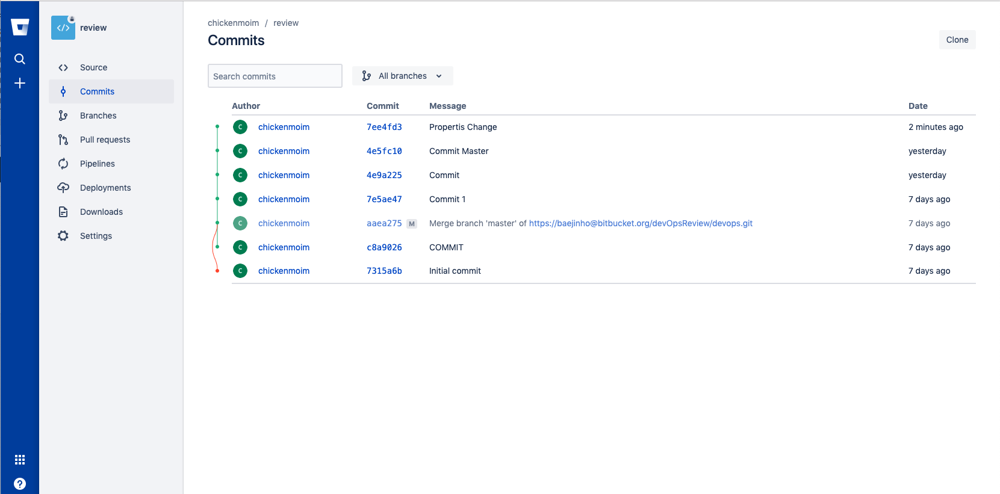 review
Source
Commits
Branches
Pull requests
Pipelines
Deployments
Downloads
Settings
chickenmoim / review
Commits
Clone
Search commits
All branches
Author Commit Message Date
C chickenmoim 7ee4fd3 Propertis Change 2 minutes ago
C chickenmoim 4e5fc10 Commit Master yesterday
C chickenmoim 4e9a225 Commit yesterday
C chickenmoim 7e5ae47 Commit 1 7 days ago
C chickenmoim aaea275 M Merge branch 'master' of https://baejinho@bitbucket.org/devOpsReview/devops.git 7 days ago
C chickenmoim c8a9026 COMMIT 7 days ago
C chickenmoim 7315a6b Initial commit 7 days ago